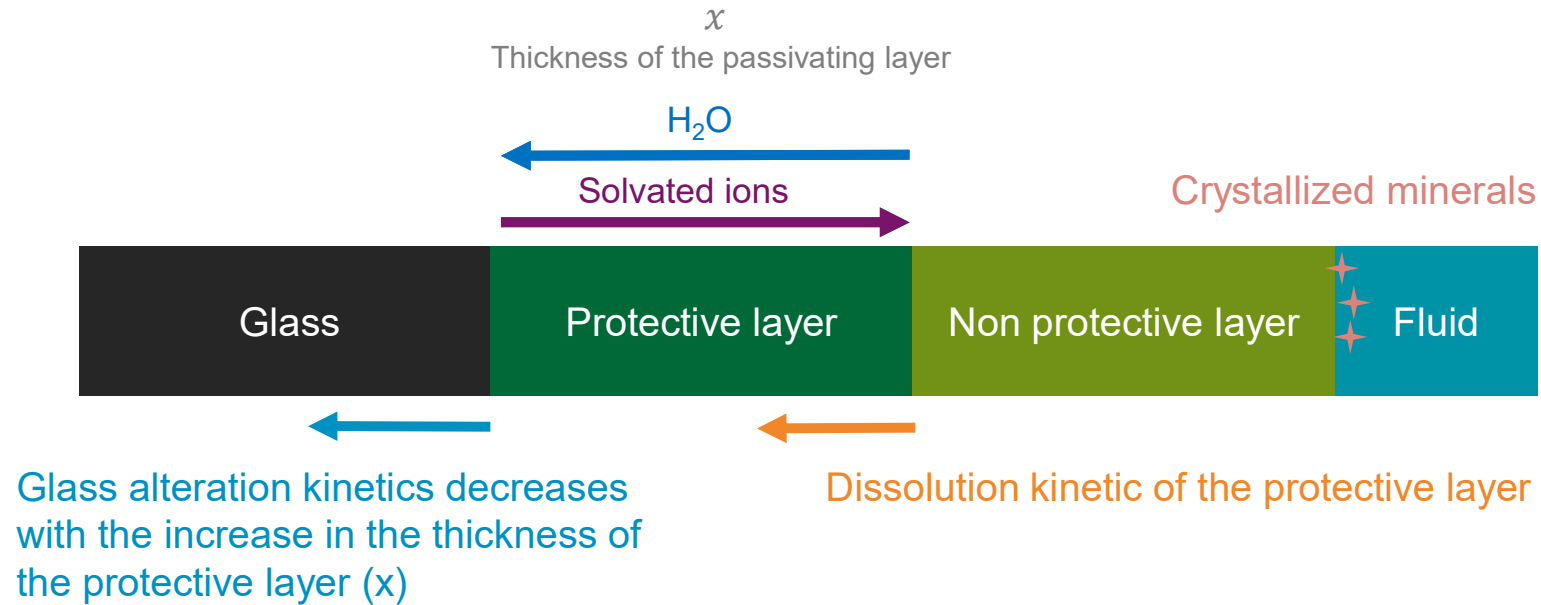 x
Thickness of the passivating layer
H₂O
Solvated ions
Crystallized minerals
Glass
Protective layer
Non protective layer
Fluid
Glass alteration kinetics decreases
with the increase in the thickness of
the protective layer (x)
Dissolution kinetic of the protective layer